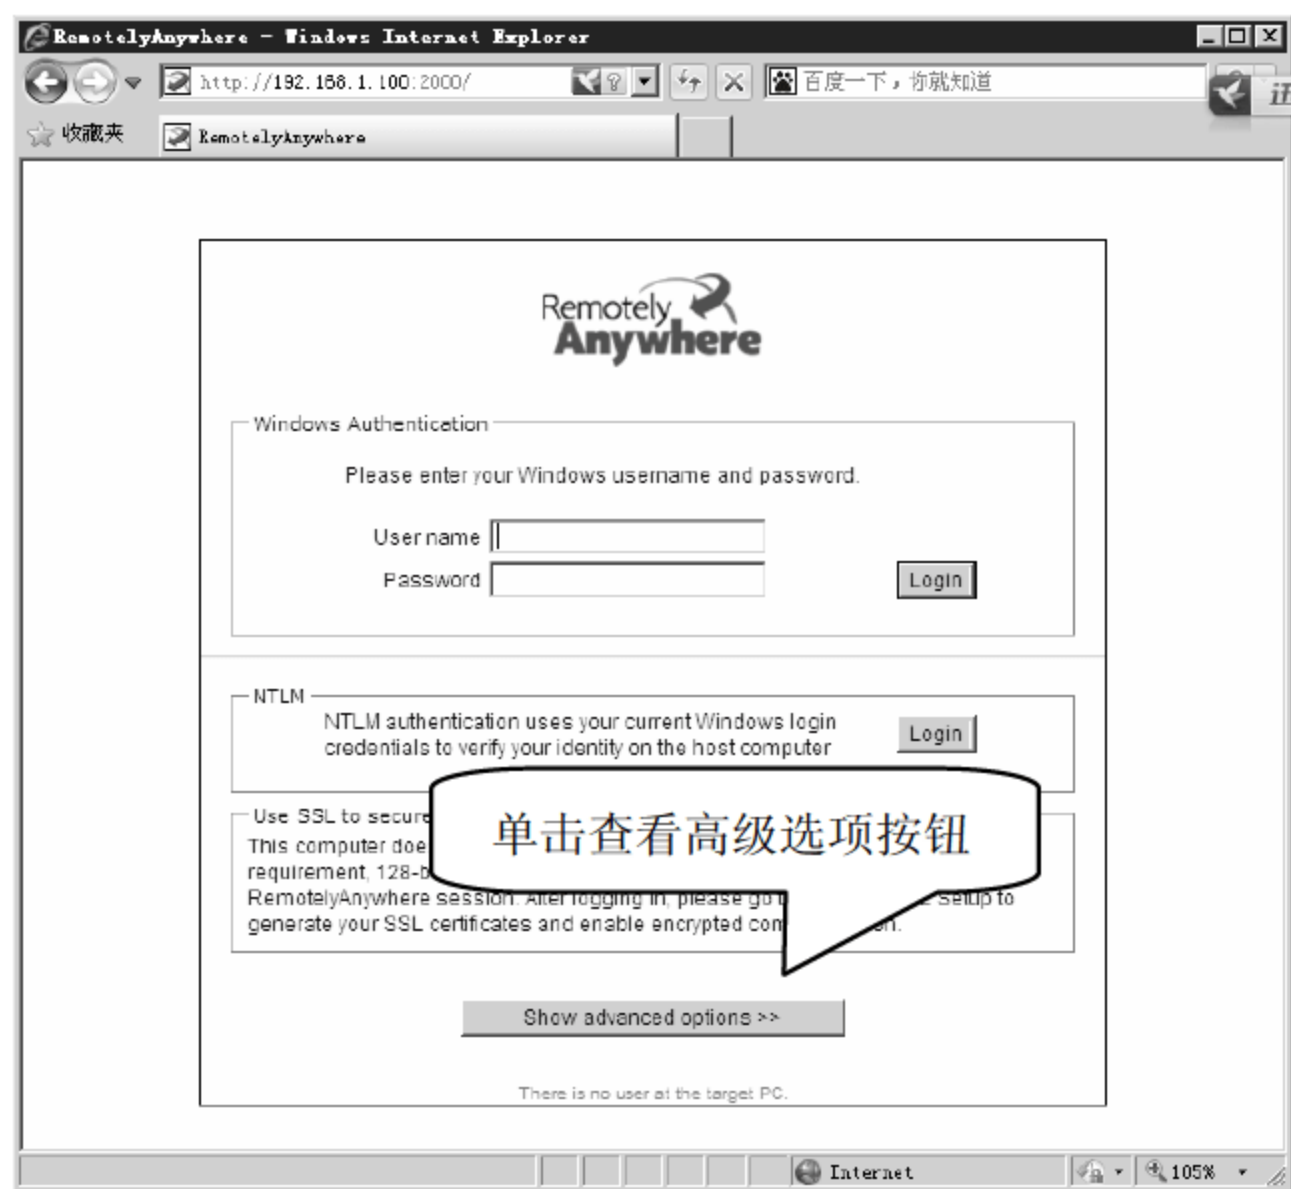 RemotelyAnywhere - Windows Internet Explorer
http://192.168.1.100:2000/
百度一下，你就知道
收藏夹
RemotelyAnywhere
Remotely
Anywhere
Windows Authentication
Please enter your Windows username and password.
User name
Password
Login
NTLM
NTLM authentication uses your current Windows login
Login
credentials to verify your identity on the host computer
单击查看高级选项按钮
Use SSL to secure
This computer doe
requirement, 128-b
RemotelyAnywhere session. After logging in, please go Setup to
generate your SSL certificates and enable encrypted com on.
Show advanced options >>
There is no user at the target PC.
Internet
105%